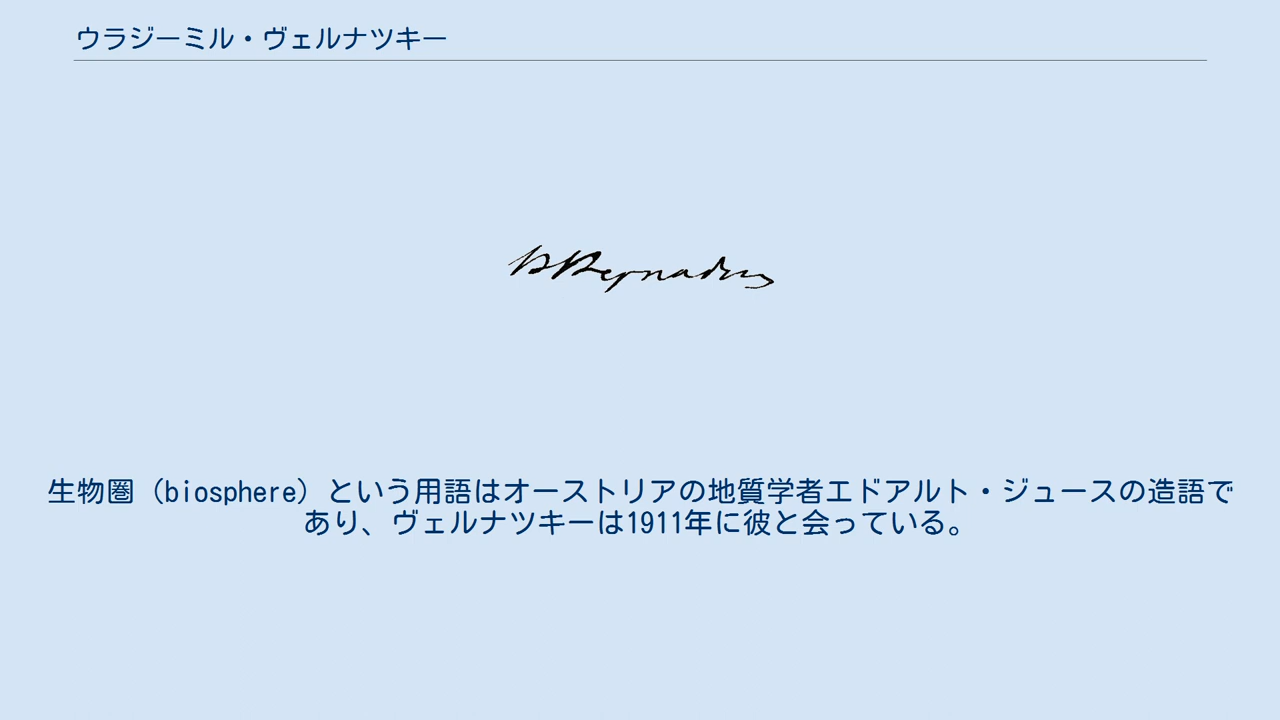 ウラジーミル・ヴェルナツキー
生物圏（biosphere）という用語はオーストリアの地質学者エドアルト・ジュースの造語で
あり、ヴェルナツキーは1911年に彼と会っている。